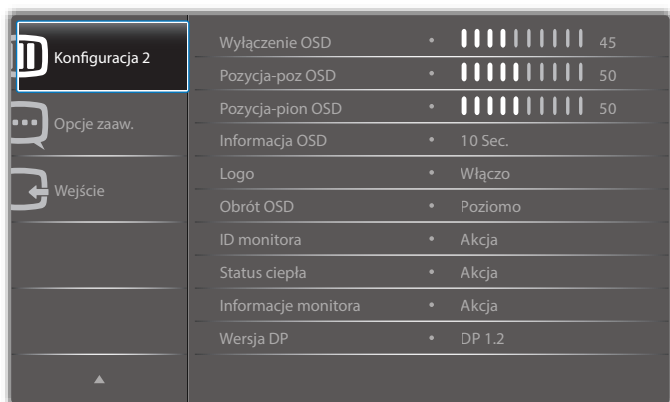 Konfiguracja 2
Opcje zaaw.
Wejście
Wyłączenie OSD • 45
Pozycja-poz OSD • 50
Pozycja-pion OSD • 50
Informacja OSD • 10 Sec.
Logo • Włączo
Obrót OSD • Poziomo
ID monitora • Akcja
Status ciepła • Akcja
Informacje monitora • Akcja
Wersja DP • DP 1.2